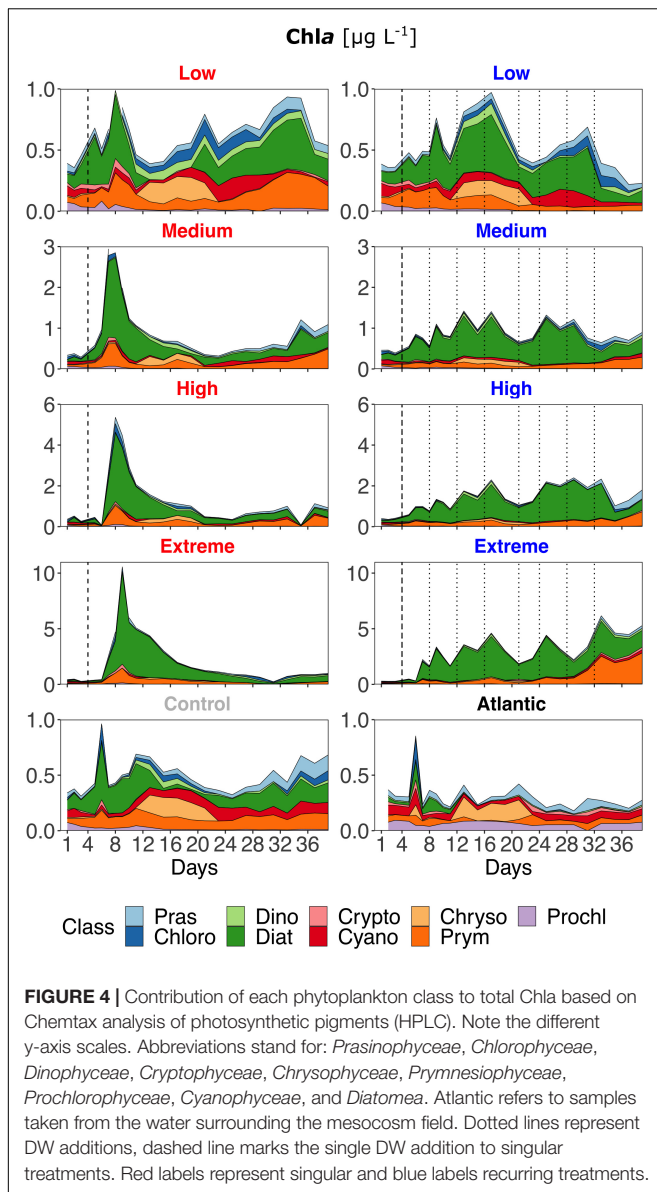 Chla [µg L-1]
Low
Low
1.0
0.5
0.0
1.0
0.5
0.0
Medium
Medium
3
2
1
0
3
2
1
0
High
High
6
4
2
0
6
4
2
0
Extreme
Extreme
10
5
0
10
5
0
Control
Atlantic
1.0
0.5
0.0
1.0
0.5
0.0
1 4 8 12 16 20 24 28 32 36
1 4 8 12 16 20 24 28 32 36
Days
Days
Class Pras Dino Crypto Chryso Prochl
Chloro Diat Cyano Prym
FIGURE 4 | Contribution of each phytoplankton class to total Chla based on
Chemtax analysis of photosynthetic pigments (HPLC). Note the different
y-axis scales. Abbreviations stand for: Prasinophyceae, Chlorophyceae,
Dinophyceae, Cryptophyceae, Chrysophyceae, Prymnesiophyceae,
Prochlorophyceae, Cyanophyceae, and Diatomea. Atlantic refers to samples
taken from the water surrounding the mesocosm field. Dotted lines represent
DW additions, dashed line marks the single DW addition to singular
treatments. Red labels represent singular and blue labels recurring treatments.